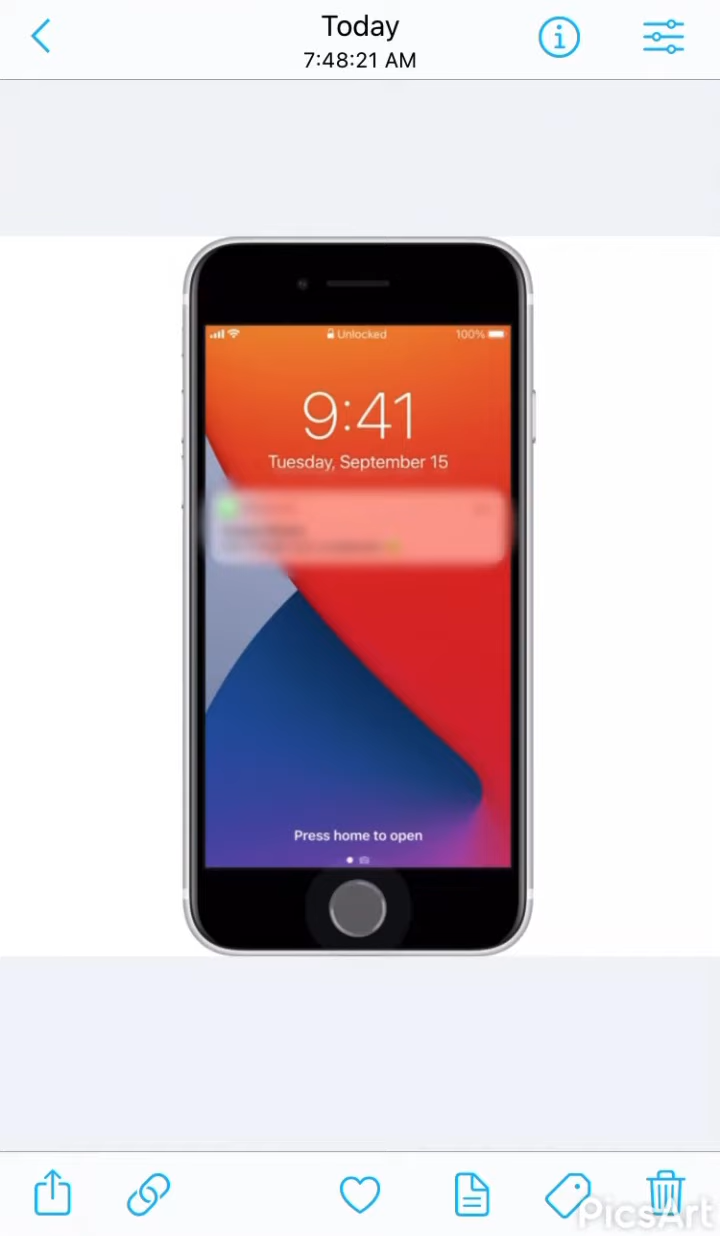 Today
7:48:21 AM
Unlocked
100%
9:41
Tuesday, September 15
Press home to open
PicsArt